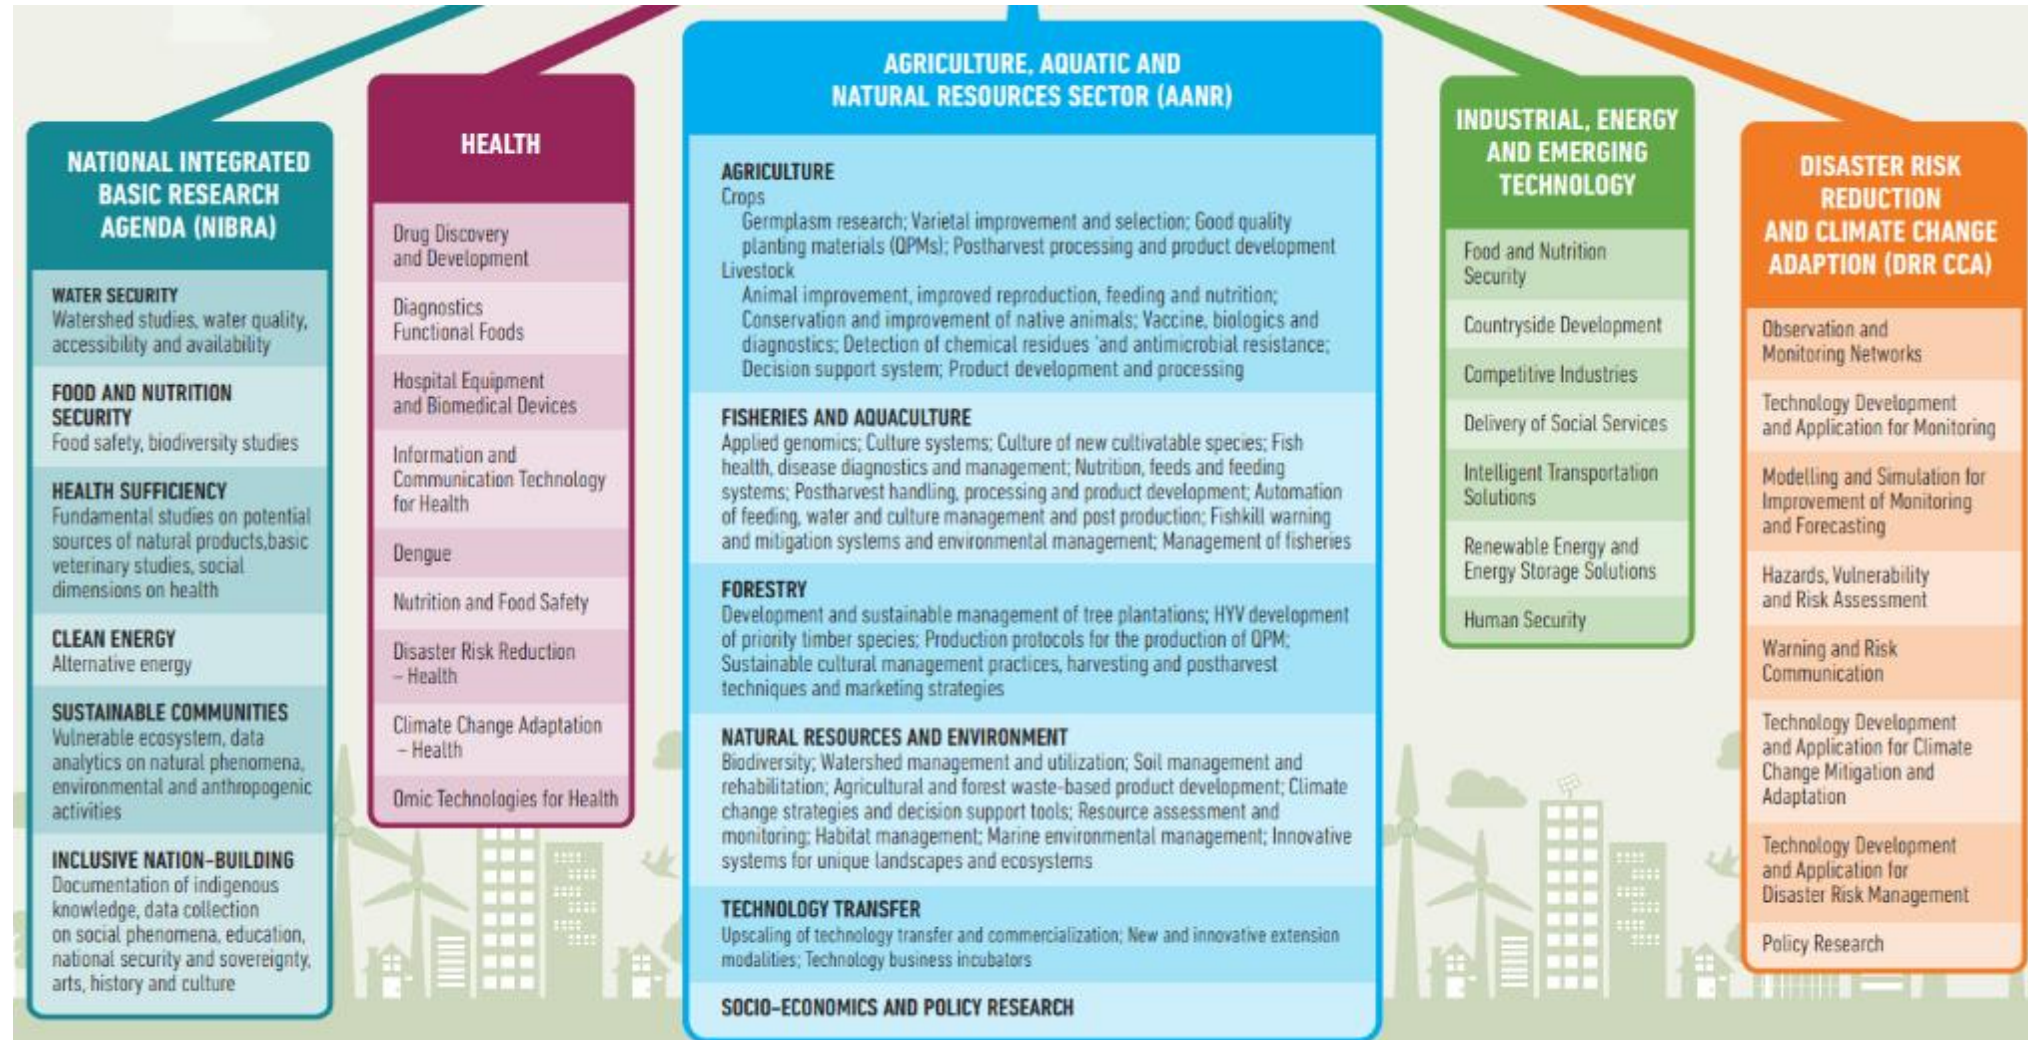 NATIONAL INTEGRATED
BASIC RESEARCH
AGENDA (NIBRA)
WATER SECURITY
Watershed studies, water quality,
accessibility and availability
FOOD AND NUTRITION
SECURITY
Food safety, biodiversity studies
HEALTH SUFFICIENCY
Fundamental studies on potential
sources of natural products,basic
veterinary studies, social
dimensions on health
CLEAN ENERGY
Alternative energy
SUSTAINABLE COMMUNITIES
Vulnerable ecosystem, data
analytics on natural phenomena,
environmental and anthropogenic
activities
INCLUSIVE NATION-BUILDING
Documentation of indigenous
knowledge, data collection
on social phenomena, education,
national security and sovereignty,
arts, history and culture
HEALTH
Drug Discovery
and Development
Diagnostics
Functional Foods
Hospital Equipment
and Biomedical Devices
Information and
Communication Technology
for Health
Dengue
Nutrition and Food Safety
Disaster Risk Reduction
– Health
Climate Change Adaptation
– Health
Omic Technologies for Health
AGRICULTURE, AQUATIC AND
NATURAL RESOURCES SECTOR (AANR)
AGRICULTURE
Crops
Germplasm research; Varietal improvement and selection; Good quality
planting materials (QPMs); Postharvest processing and product development
Livestock
Animal improvement, improved reproduction, feeding and nutrition;
Conservation and improvement of native animals; Vaccine, biologics and
diagnostics; Detection of chemical residues 'and antimicrobial resistance;
Decision support system; Product development and processing
FISHERIES AND AQUACULTURE
Applied genomics; Culture systems; Culture of new cultivatable species; Fish
health, disease diagnostics and management; Nutrition, feeds and feeding
systems; Postharvest handling, processing and product development; Automation
of feeding, water and culture management and post production; Fishkill warning
and mitigation systems and environmental management; Management of fisheries
FORESTRY
Development and sustainable management of tree plantations; HYV development
of priority timber species; Production protocols for the production of QPM;
Sustainable cultural management practices, harvesting and postharvest
techniques and marketing strategies
NATURAL RESOURCES AND ENVIRONMENT
Biodiversity; Watershed management and utilization; Soil management and
rehabilitation; Agricultural and forest waste-based product development; Climate
change strategies and decision support tools; Resource assessment and
monitoring; Habitat management; Marine environmental management; Innovative
systems for unique landscapes and ecosystems
TECHNOLOGY TRANSFER
Upscaling of technology transfer and commercialization; New and innovative extension
modalities; Technology business incubators
SOCIO-ECONOMICS AND POLICY RESEARCH
INDUSTRIAL, ENERGY
AND EMERGING
TECHNOLOGY
Food and Nutrition
Security
Countryside Development
Competitive Industries
Delivery of Social Services
Intelligent Transportation
Solutions
Renewable Energy and
Energy Storage Solutions
Human Security
DISASTER RISK
REDUCTION
AND CLIMATE CHANGE
ADAPTION (DRR CCA)
Observation and
Monitoring Networks
Technology Development
and Application for Monitoring
Modelling and Simulation for
Improvement of Monitoring
and Forecasting
Hazards, Vulnerability
and Risk Assessment
Warning and Risk
Communication
Technology Development
and Application for Climate
Change Mitigation and
Adaptation
Technology Development
and Application for
Disaster Risk Management
Policy Research